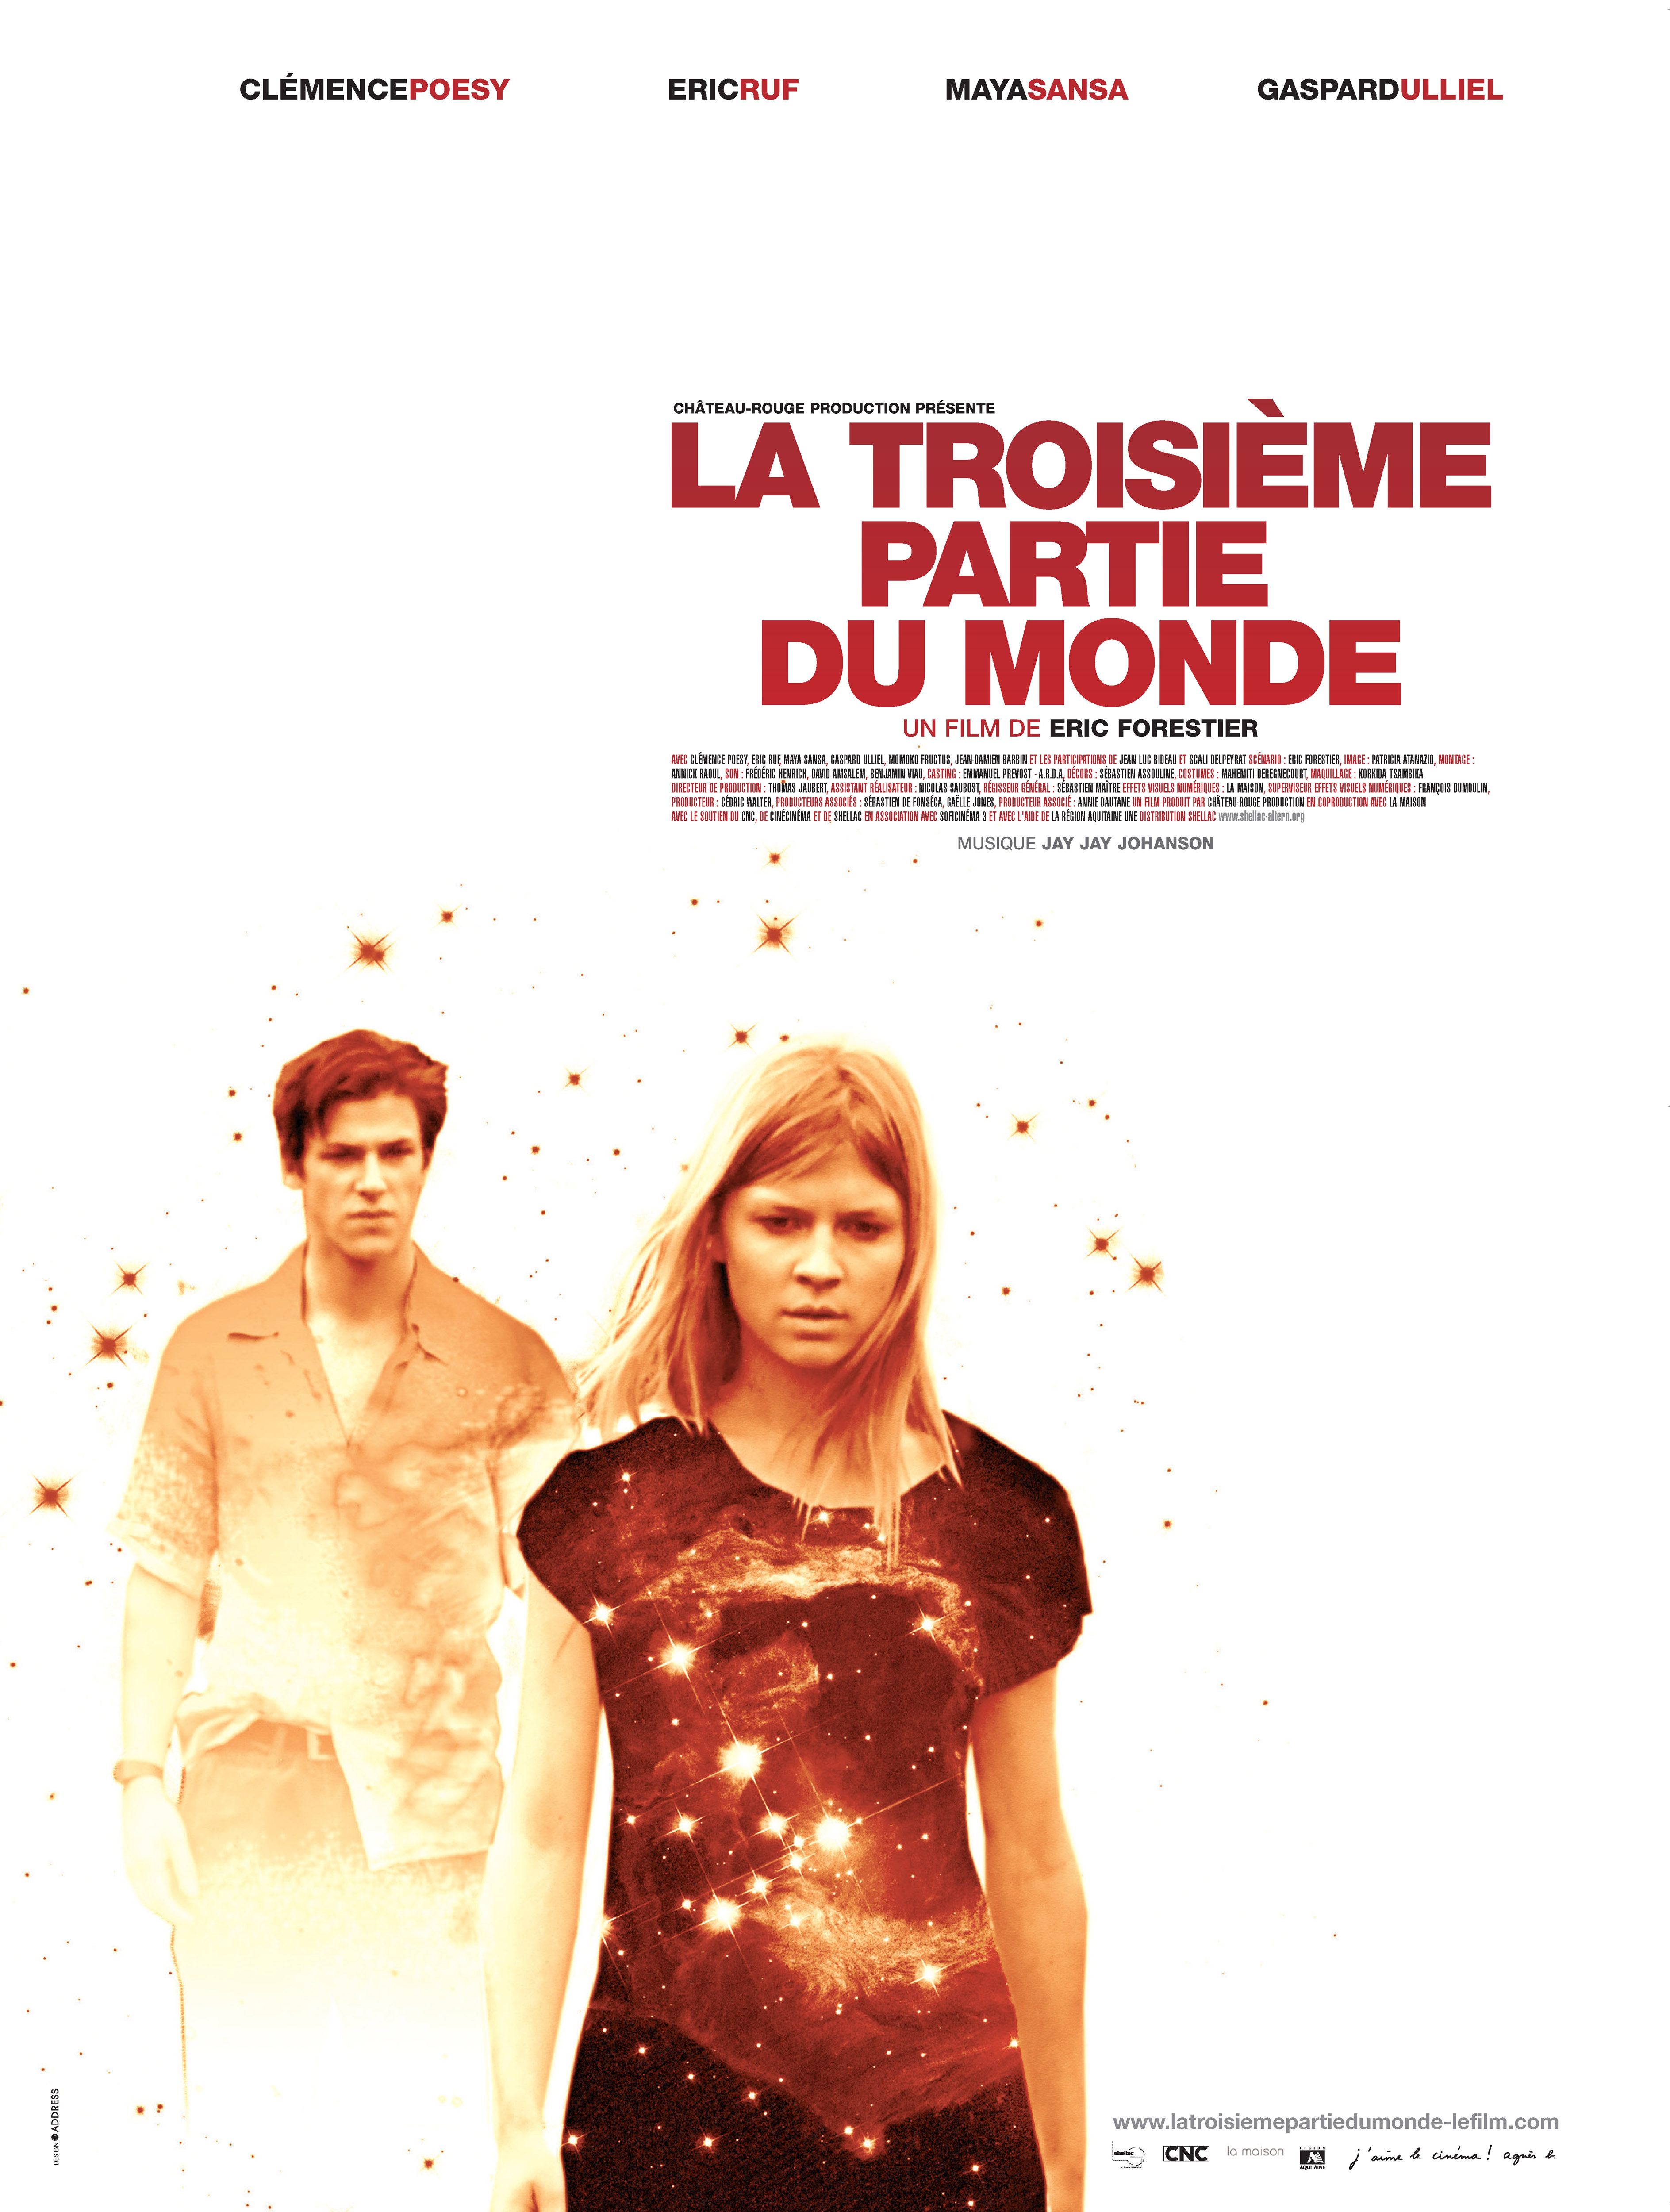 CLÉMENCEPOESY ERICRUF MAYASANSA GASPARDULLIEL
CHÂTEAU-ROUGE PRODUCTION PRÉSENTE
LA TROISIÈME
PARTIE
DU MONDE
UN FILM DE ERIC FORESTIER
AVEC CLÉMENCE POESY, ERIC RUF, MAYA SANSA, GASPARD ULLIEL, MOMOKO FRUCTUS, JEAN-DAMIEN BARBIN ET LES PARTICIPATIONS DE JEAN LUC BIDEAU ET SCALI DELPEYRAT SCÉNARIO : ERIC FORESTIER, IMAGE : PATRICIA ATANAZIO, MONTAGE :
ANNICK RAOUL, SON : FRÉDÉRIC HENRICH, DAVID AMSALEM, BENJAMIN VIAU, CASTING : EMMANUEL PREVOST - A.R.D.A, DÉCORS : SÉBASTIEN ASSOULINE, COSTUMES : MAHEMITI DEREGNECOURT, MAQUILLAGE : KORKIDA TSAMBIKA
DIRECTEUR DE PRODUCTION : THOMAS JAUBERT, ASSISTANT RÉALISATEUR : NICOLAS SAUBOST, RÉGISSEUR GÉNÉRAL : SÉBASTIEN MAÎTRE EFFETS VISUELS NUMÉRIQUES : LA MAISON, SUPERVISEUR EFFETS VISUELS NUMÉRIQUES : FRANÇOIS DUMOULIN,
PRODUCTEUR : CÉDRIC WALTER, PRODUCTEURS ASSOCIÉS : SÉBASTIEN DE FONSÉCA, GAËLLE JONES, PRODUCTEUR ASSOCIÉ : ANNIE DAUTANE UN FILM PRODUIT PAR CHÂTEAU-ROUGE PRODUCTION EN COPRODUCTION AVEC LA MAISON
AVEC LE SOUTIEN DU CNC, DE CINÉCINÉMA ET DE SHELLAC EN ASSOCIATION AVEC SOFICINÉMA 3 ET AVEC L'AIDE DE LA RÉGION AQUITAINE UNE DISTRIBUTION SHELLAC www.shellac-altern.org
MUSIQUE JAY JAY JOHANSON
DESIGN ADDRESS
www.latroisiemepartiedumonde-lefilm.com
shellac CNC la maison RÉGION AQUITAINE j'aime le cinéma ! agnès b.